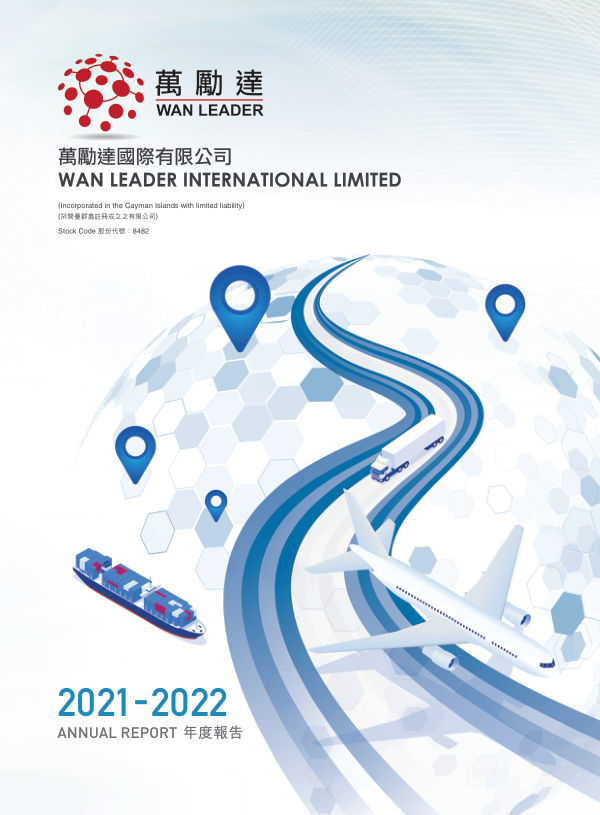 萬勵達
WAN LEADER
萬勵達國際有限公司
WAN LEADER INTERNATIONAL LIMITED
(Incorporated in the Cayman Islands with limited liability)
(於開曼群島註冊成立之有限公司)
Stock Code 股份代號：8482
2021-2022
ANNUAL REPORT 年度報告